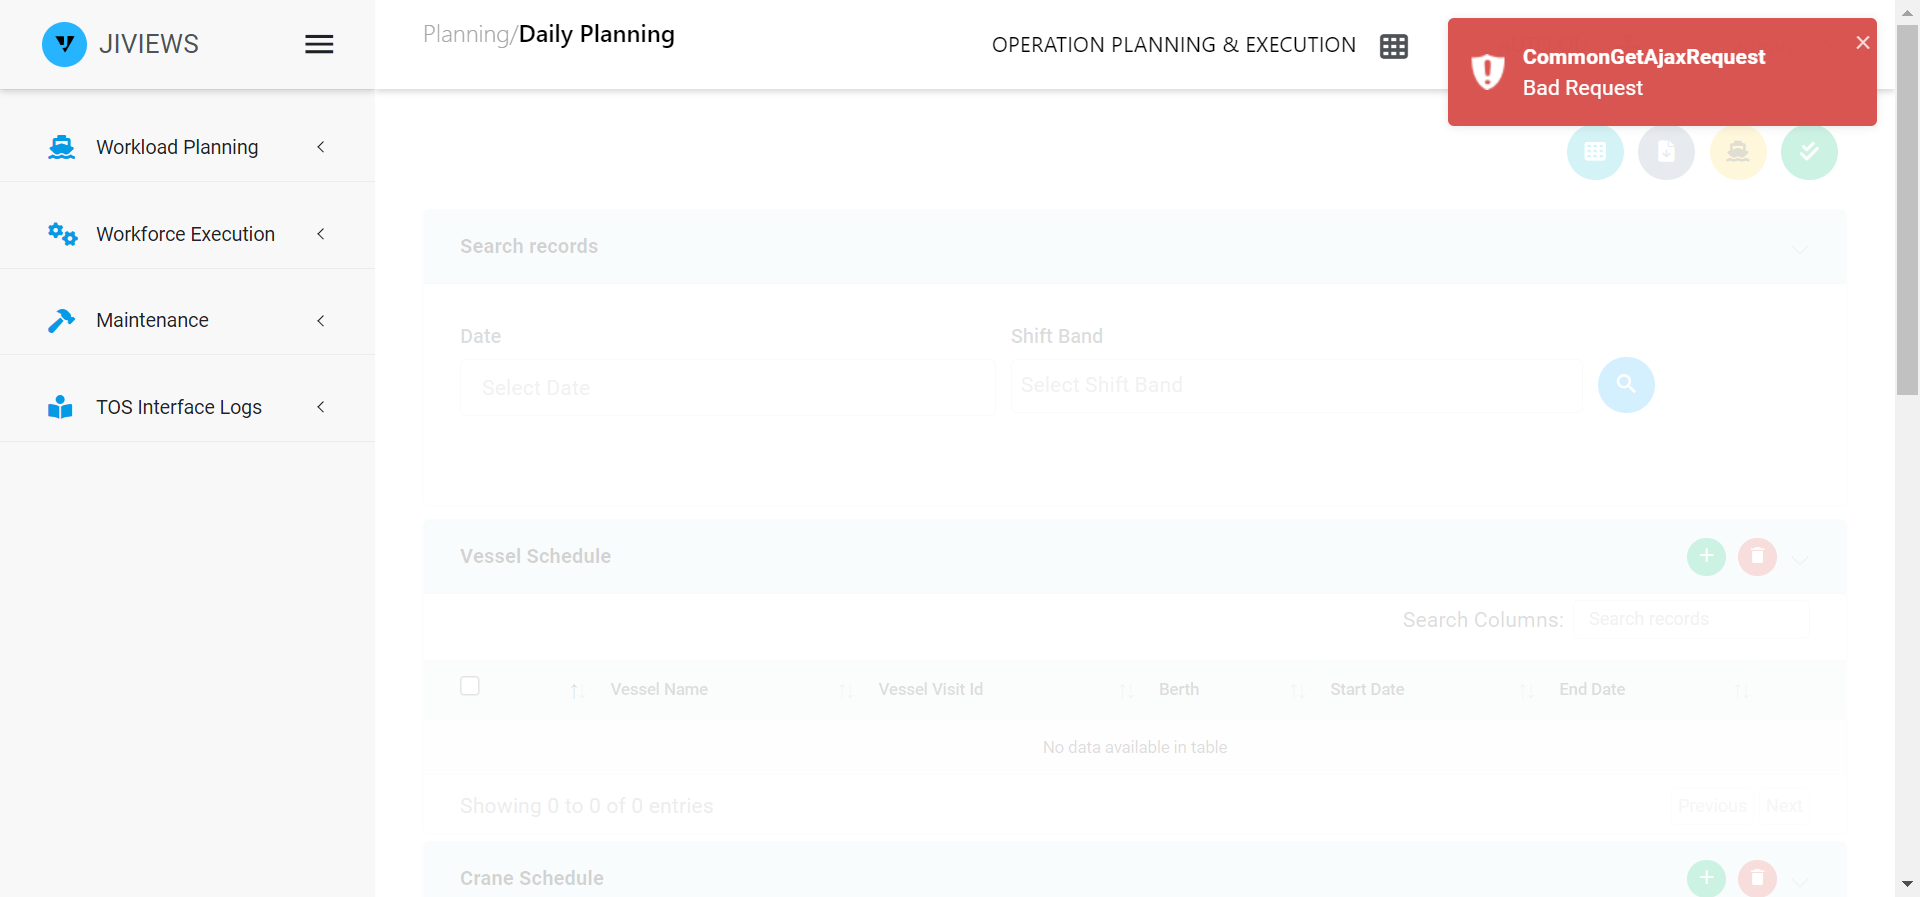 JIVIEWS
Planning/Daily Planning
OPERATION PLANNING & EXECUTION
CommonGetAjaxRequest
Bad Request
Workload Planning
Workforce Execution
Maintenance
TOS Interface Logs
Search records
Date
Shift Band
Select Date
Select Shift Band
Vessel Schedule
Search Columns: Search records
Vessel Name Vessel Visit Id Berth Start Date End Date
No data available in table
Showing 0 to 0 of 0 entries
Previous Next
Crane Schedule